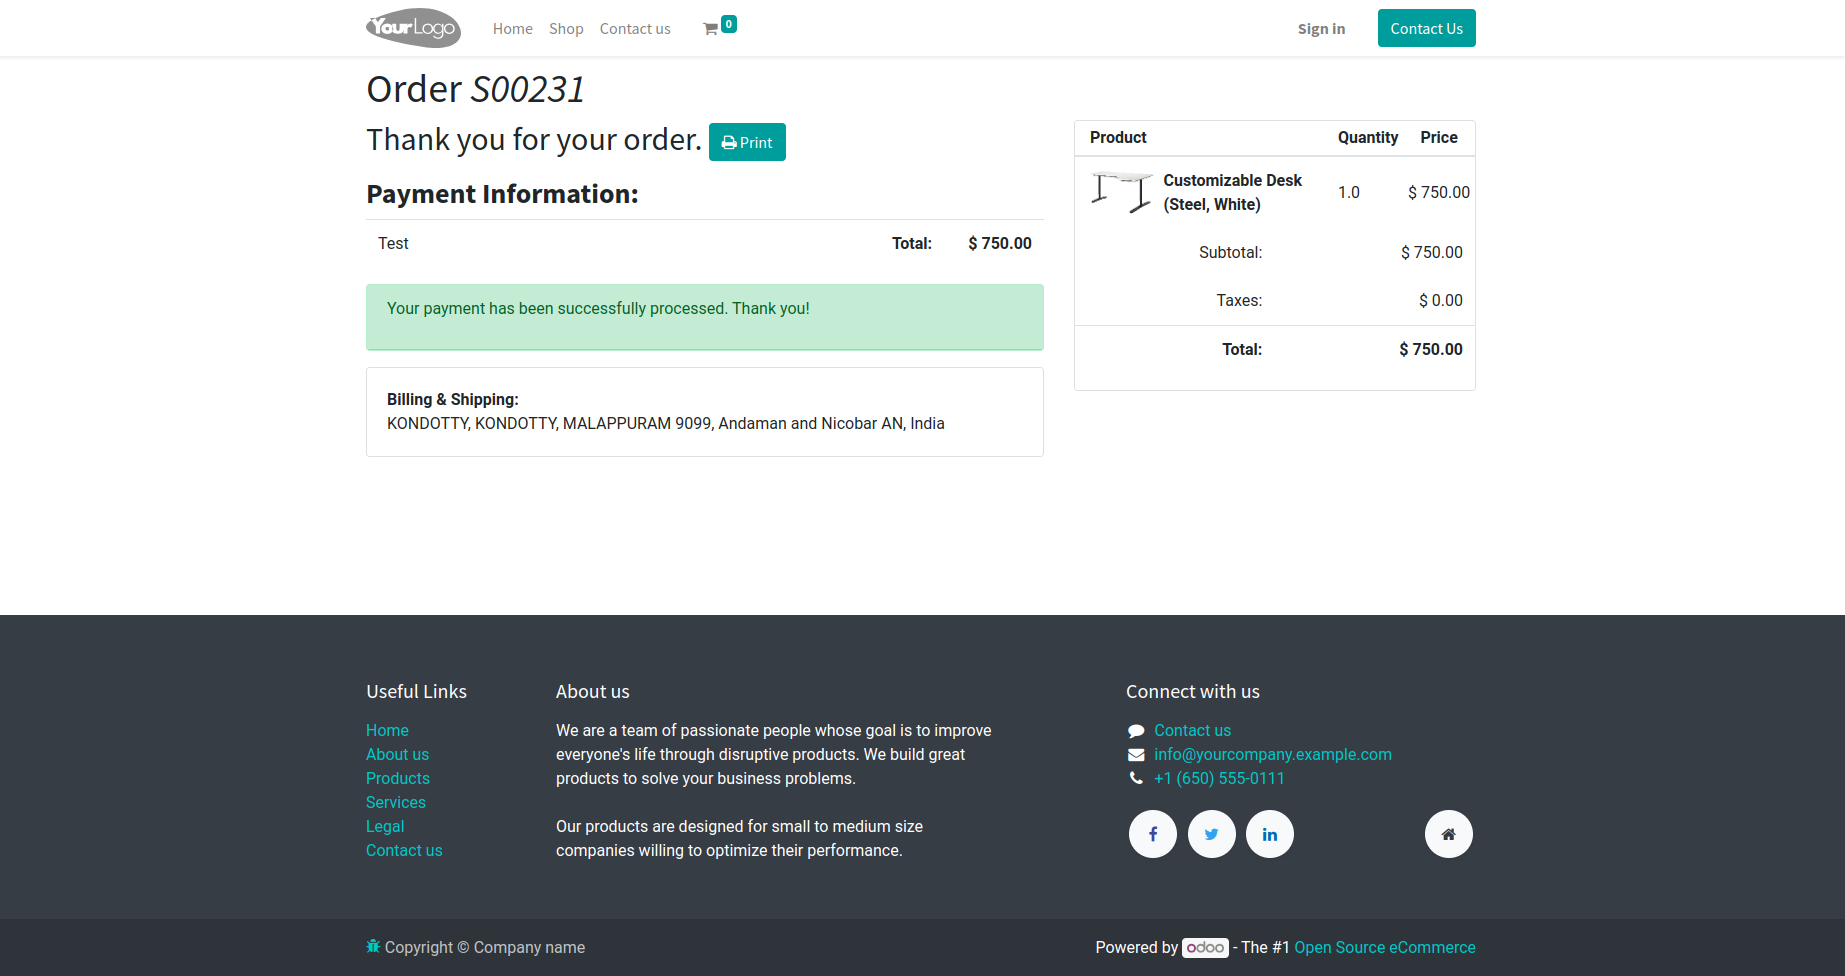 YourLogo
Home Shop Contact us 0
Sign in Contact Us
Order S00231
Thank you for your order. Print
Payment Information:
Test Total: $ 750.00
Your payment has been successfully processed. Thank you!
Billing & Shipping:
KONDOTTY, KONDOTTY, MALAPPURAM 9099, Andaman and Nicobar AN, India
Product Quantity Price
Customizable Desk
(Steel, White) 1.0 $ 750.00
Subtotal: $ 750.00
Taxes: $ 0.00
Total: $ 750.00
Useful Links
Home
About us
Products
Services
Legal
Contact us
About us
We are a team of passionate people whose goal is to improve
everyone's life through disruptive products. We build great
products to solve your business problems.
Our products are designed for small to medium size
companies willing to optimize their performance.
Connect with us
Contact us
info@yourcompany.example.com
+1 (650) 555-0111
Copyright © Company name
Powered by odoo - The #1 Open Source eCommerce